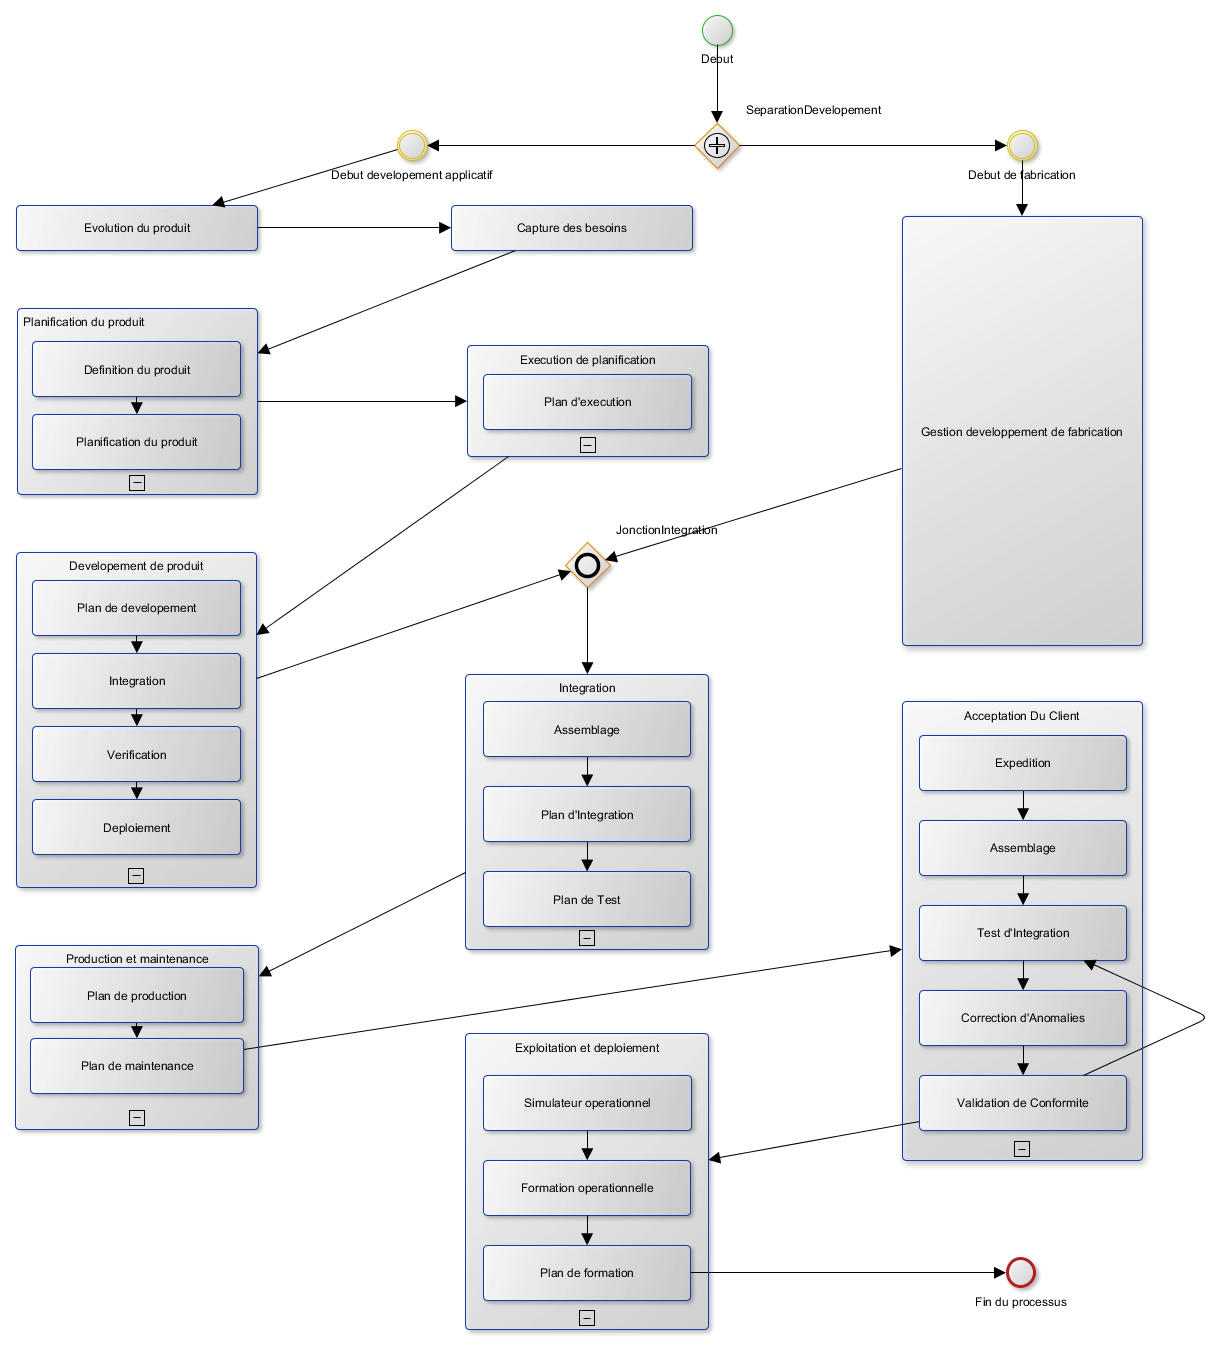 Debut
SeparationDevelopement
Debut developement applicatif
Debut de fabrication
Evolution du produit
Capture des besoins
Planification du produit
Definition du produit
Planification du produit
Execution de planification
Plan d'execution
Gestion developpement de fabrication
JonctionIntegration
Developement de produit
Plan de developement
Integration
Verification
Deploiement
Integration
Assemblage
Plan d'Integration
Plan de Test
Acceptation Du Client
Expedition
Assemblage
Test d'Integration
Correction d'Anomalies
Validation de Conformite
Production et maintenance
Plan de production
Plan de maintenance
Exploitation et deploiement
Simulateur operationnel
Formation operationnelle
Plan de formation
Fin du processus